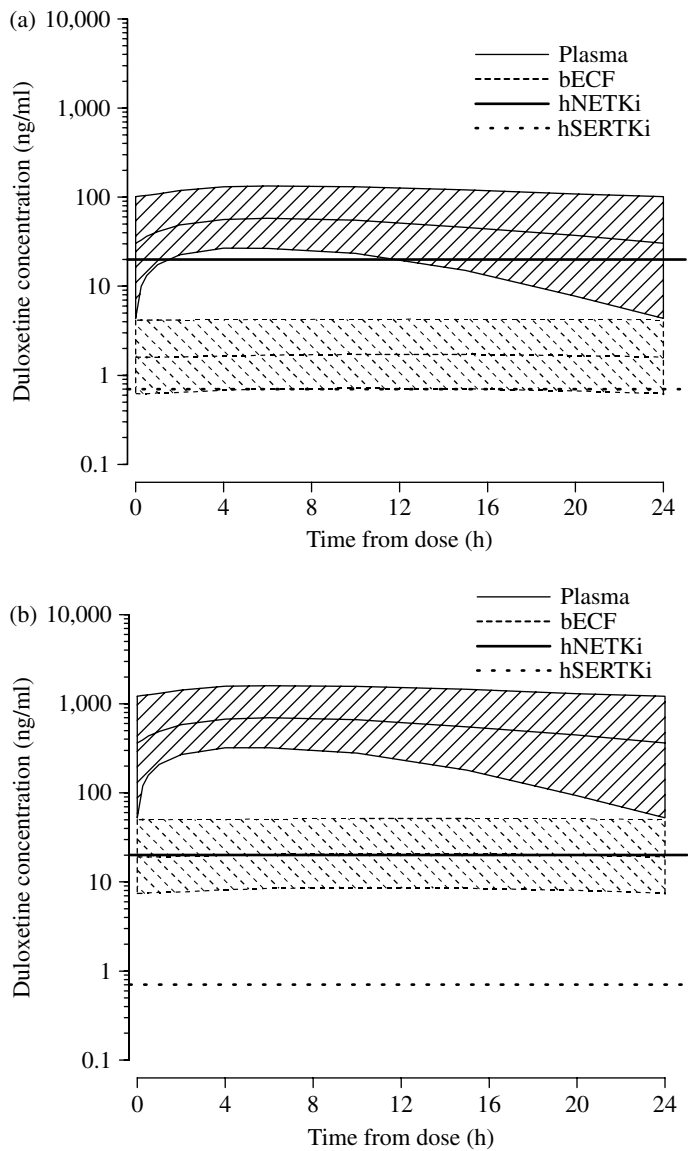 (a)
10,000
1,000
100
10
1
0.1
Duloxetine concentration (ng/ml)
Plasma
bECF
hNETKi
hSERTKi
0 4 8 12 16 20 24
Time from dose (h)
(b)
10,000
1,000
100
10
1
0.1
Duloxetine concentration (ng/ml)
Plasma
bECF
hNETKi
hSERTKi
0 4 8 12 16 20 24
Time from dose (h)